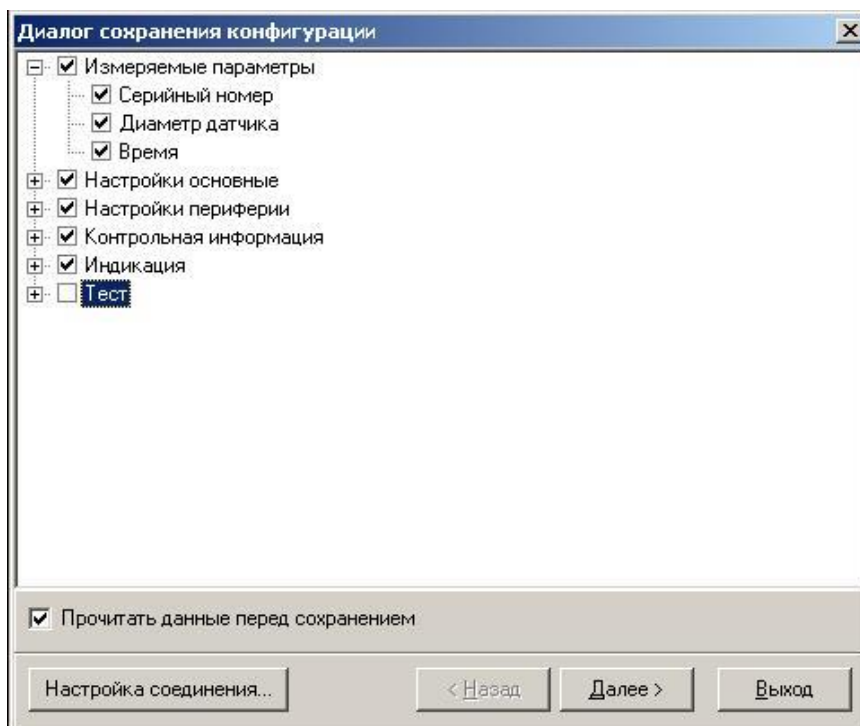 Диалог сохранения конфигурации
Измеряемые параметры
Серийный номер
Диаметр датчика
Время
Настройки основные
Настройки периферии
Контрольная информация
Индикация
Тест
Прочитать данные перед сохранением
Настройка соединения... < Назад Далее > Выход